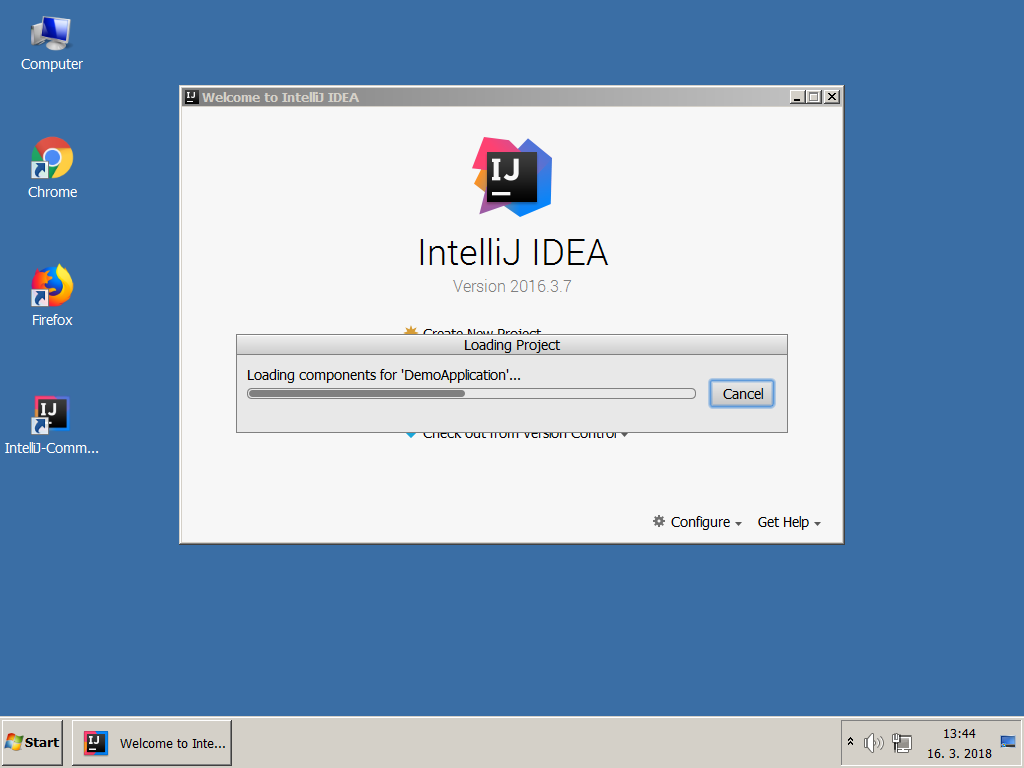 Computer
Chrome
Firefox
IntelliJ-Comm...
IJ Welcome to IntelliJ IDEA
IJ
IntelliJ IDEA
Version 2016.3.7
Create New Project
Loading Project
Loading components for 'DemoApplication'...
Cancel
Check out from Version Control
Configure
Get Help
Start
IJ Welcome to Inte...
13:44
16. 3. 2018